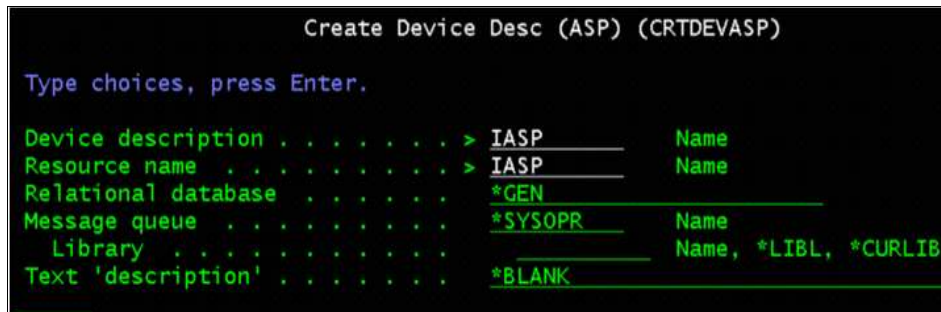 Create Device Desc (ASP) (CRTDEVASP)
Type choices, press Enter.
Device description . . . . . . . > IASP Name
Resource name . . . . . . . . . > IASP Name
Relational database . . . . . . *GEN
Message queue . . . . . . . . . *SYSOPR Name
Library . . . . . . . . . . . Name, *LIBL, *CURLIB
Text 'description' . . . . . . . *BLANK